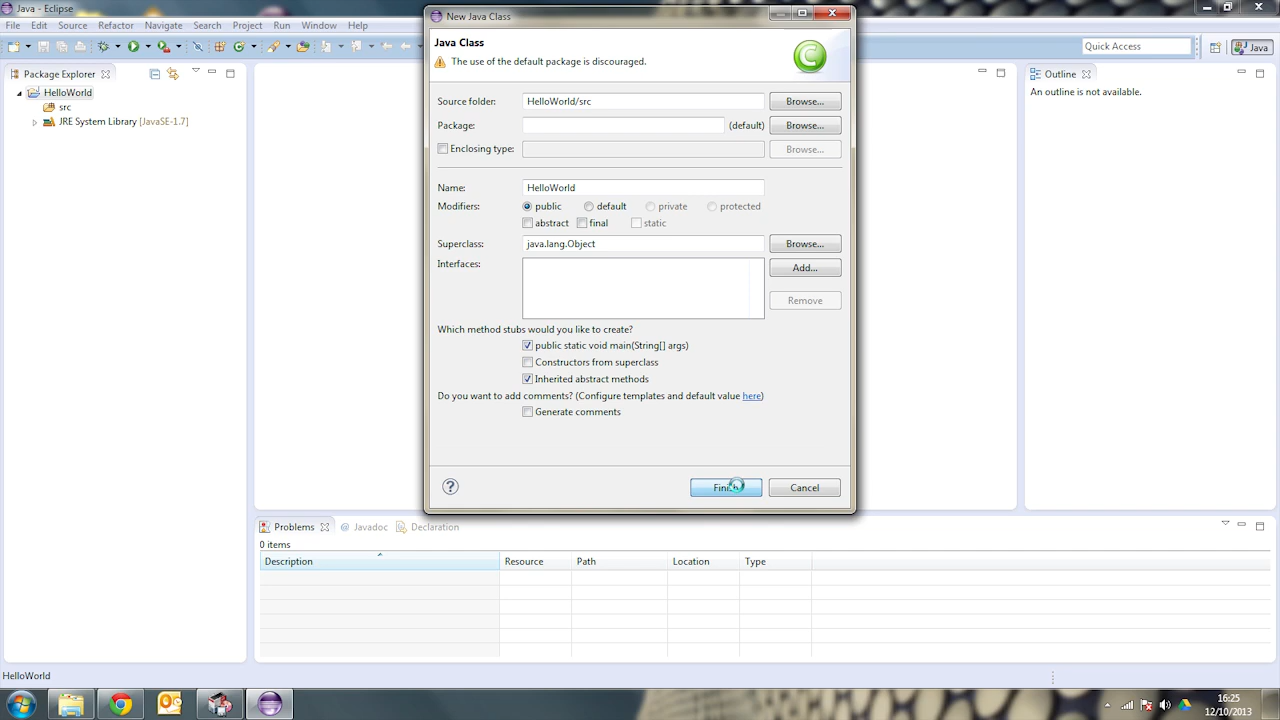 Java - Eclipse
File Edit Source Refactor Navigate Search Project Run Window Help
Quick Access
Java
Package Explorer
HelloWorld
src
JRE System Library [JavaSE-1.7]
New Java Class
Java Class
The use of the default package is discouraged.
Source folder: HelloWorld/src Browse...
Package: (default) Browse...
Enclosing type: Browse...
Name: HelloWorld
Modifiers: public default private protected
abstract final static
Superclass: java.lang.Object Browse...
Interfaces: Add...
Remove
Which method stubs would you like to create?
public static void main(String[] args)
Constructors from superclass
Inherited abstract methods
Do you want to add comments? (Configure templates and default value here)
Generate comments
Finish Cancel
Outline
An outline is not available.
Problems Javadoc Declaration
0 items
Description Resource Path Location Type
HelloWorld
16:25
12/10/2013